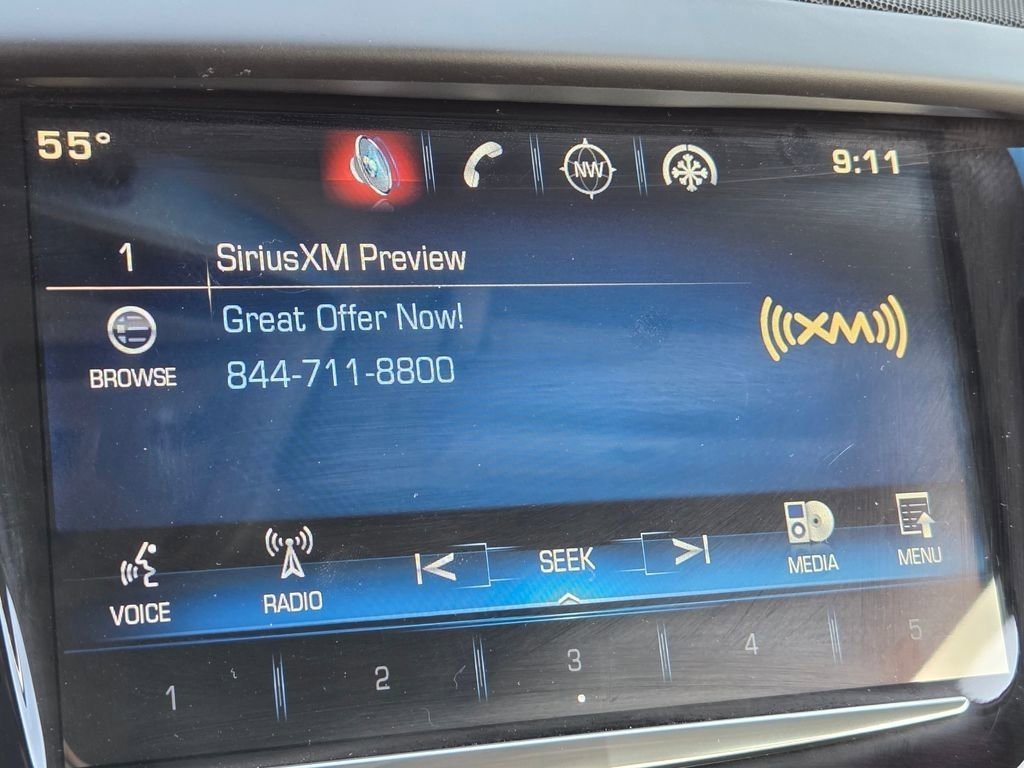 55°
NW
9:11
1
SiriusXM Preview
Great Offer Now!
BROWSE
844-711-8800
XM
VOICE
RADIO
SEEK
MEDIA
MENU
1 2 3 4 5